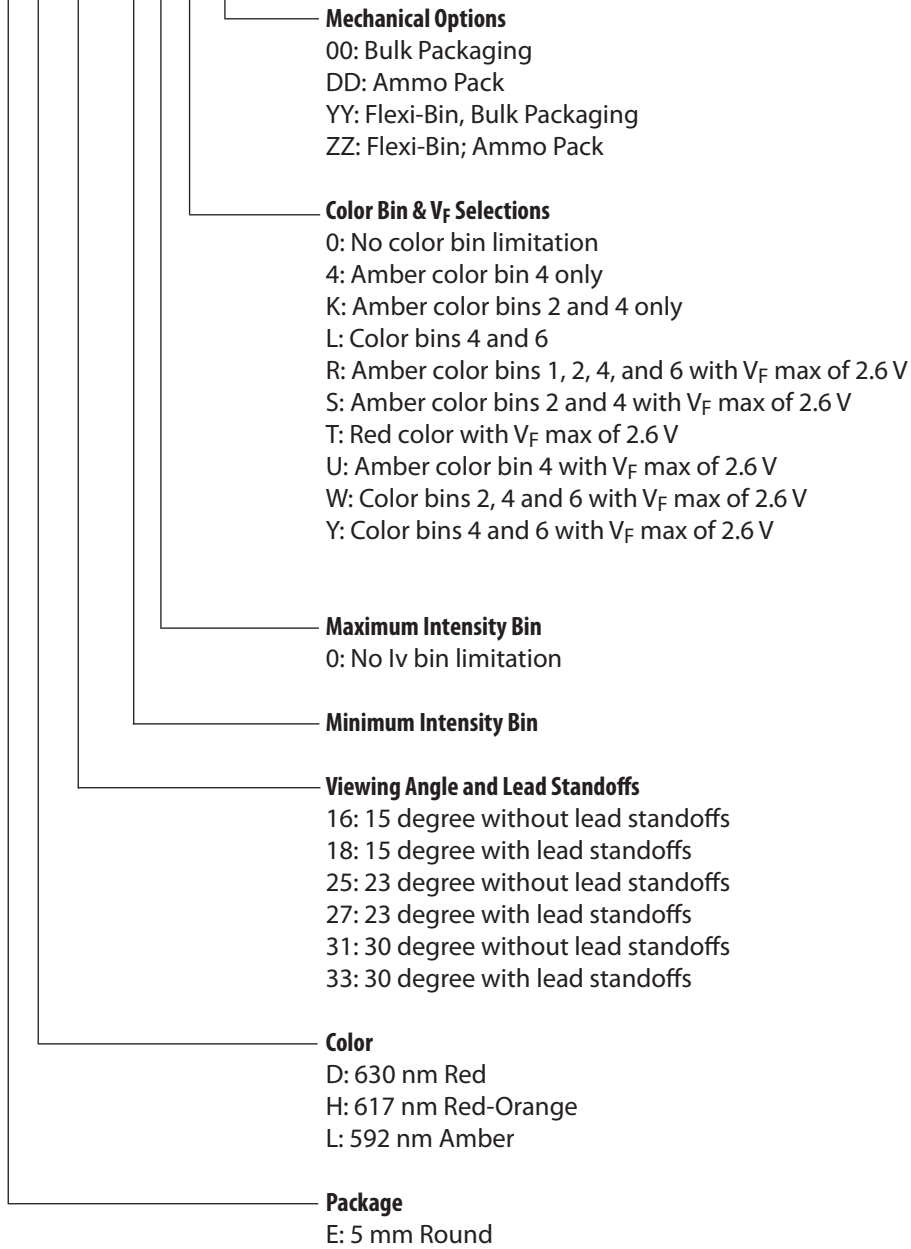 Mechanical Options
00: Bulk Packaging
DD: Ammo Pack
YY: Flexi-Bin, Bulk Packaging
ZZ: Flexi-Bin; Ammo Pack
Color Bin & VF Selections
0: No color bin limitation
4: Amber color bin 4 only
K: Amber color bins 2 and 4 only
L: Color bins 4 and 6
R: Amber color bins 1, 2, 4, and 6 with VF max of 2.6 V
S: Amber color bins 2 and 4 with VF max of 2.6 V
T: Red color with VF max of 2.6 V
U: Amber color bin 4 with VF max of 2.6 V
W: Color bins 2, 4 and 6 with VF max of 2.6 V
Y: Color bins 4 and 6 with VF max of 2.6 V
Maximum Intensity Bin
0: No Iv bin limitation
Minimum Intensity Bin
Viewing Angle and Lead Standoffs
16: 15 degree without lead standoffs
18: 15 degree with lead standoffs
25: 23 degree without lead standoffs
27: 23 degree with lead standoffs
31: 30 degree without lead standoffs
33: 30 degree with lead standoffs
Color
D: 630 nm Red
H: 617 nm Red-Orange
L: 592 nm Amber
Package
E: 5 mm Round